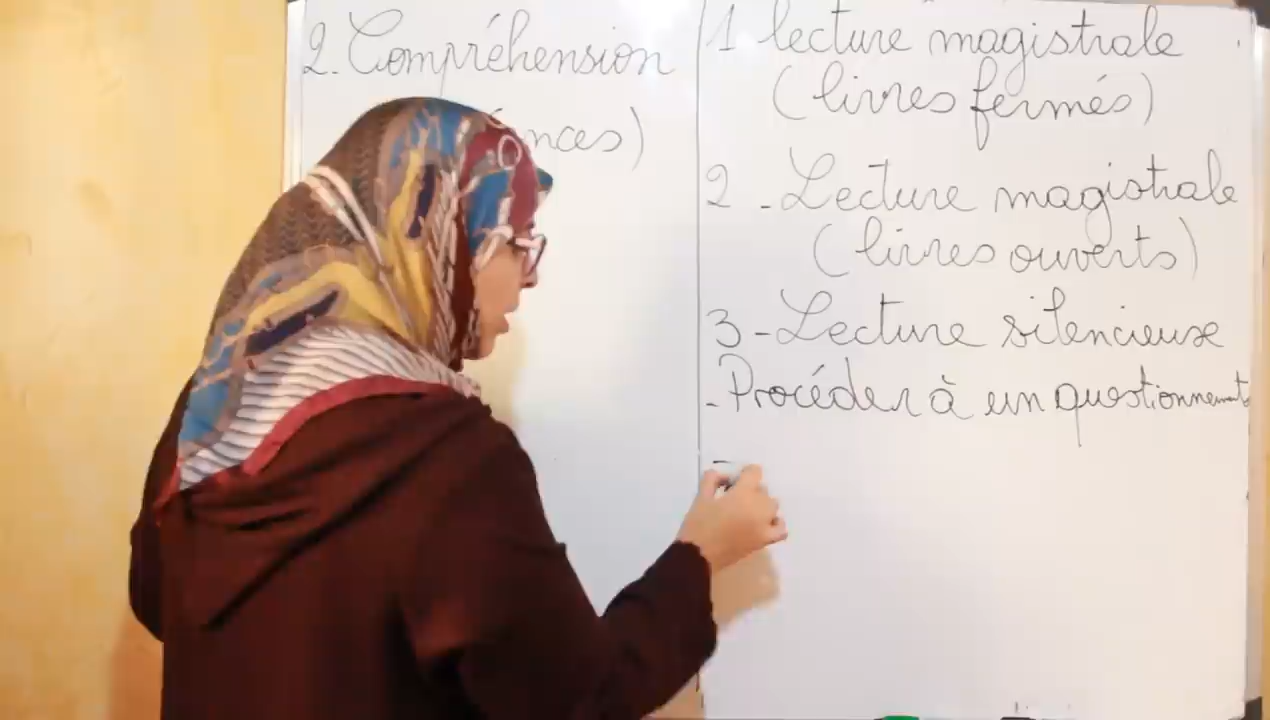 2. Compréhension
nces)
1 lecture magistrale
(livres fermés)
2 - Lecture magistrale
(livres ouverts)
3 - Lecture silencieuse
- Procéder à un questionnement
-